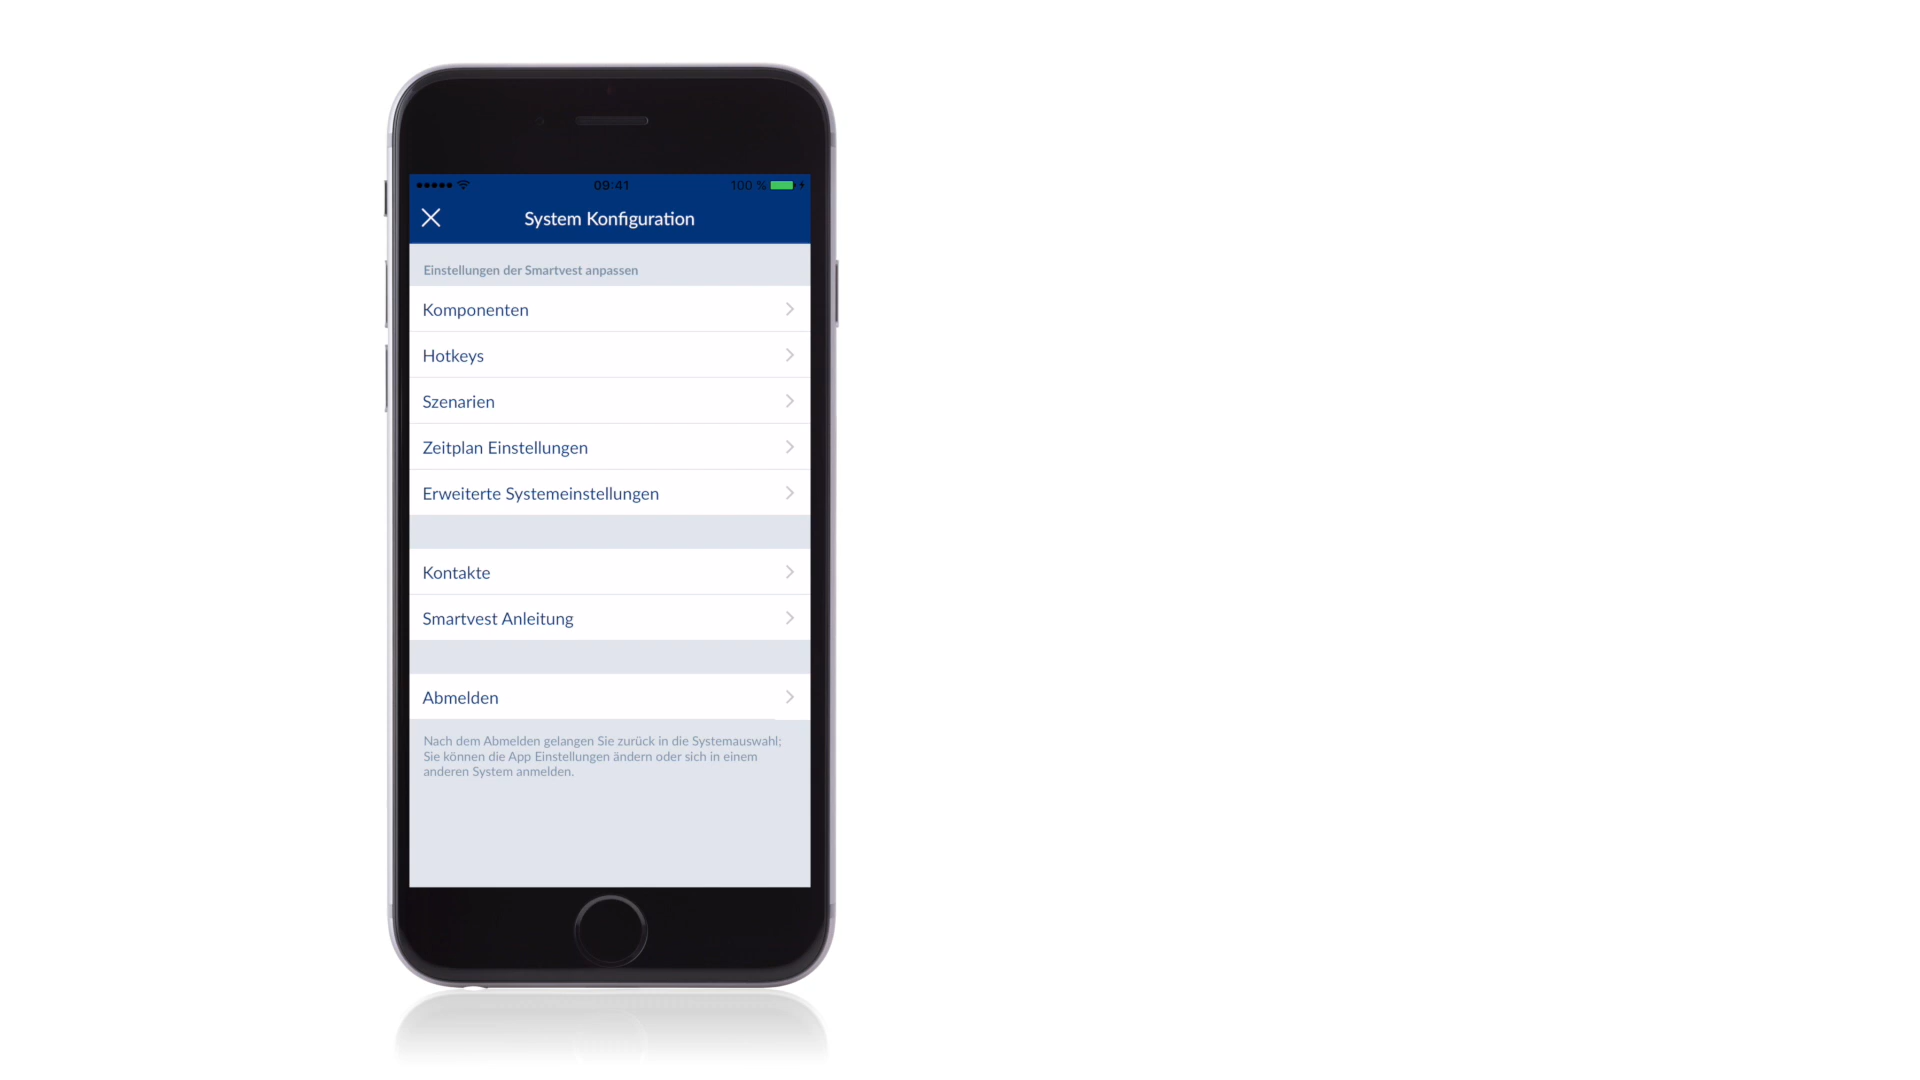 09:41
100 %
System Konfiguration
Einstellungen der Smartvest anpassen
Komponenten
Hotkeys
Szenarien
Zeitplan Einstellungen
Erweiterte Systemeinstellungen
Kontakte
Smartvest Anleitung
Abmelden
Nach dem Abmelden gelangen Sie zurück in die Systemauswahl;
Sie können die App Einstellungen ändern oder sich in einem
anderen System anmelden.